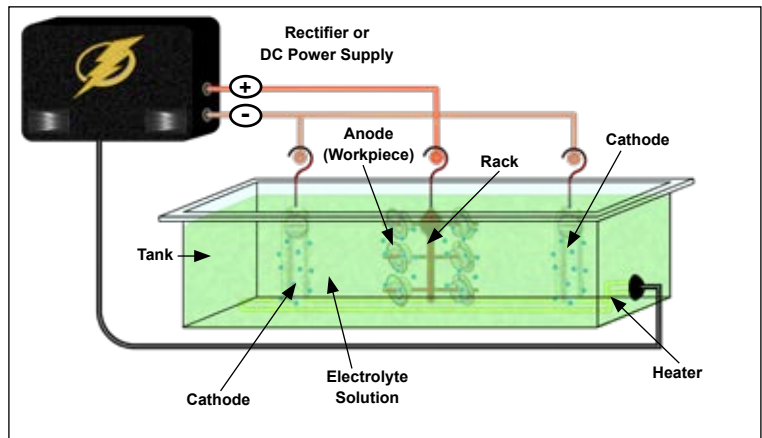 Rectifier or
DC Power Supply
+
-
Anode
(Workpiece)
Rack
Cathode
Tank
Heater
Electrolyte
Solution
Cathode